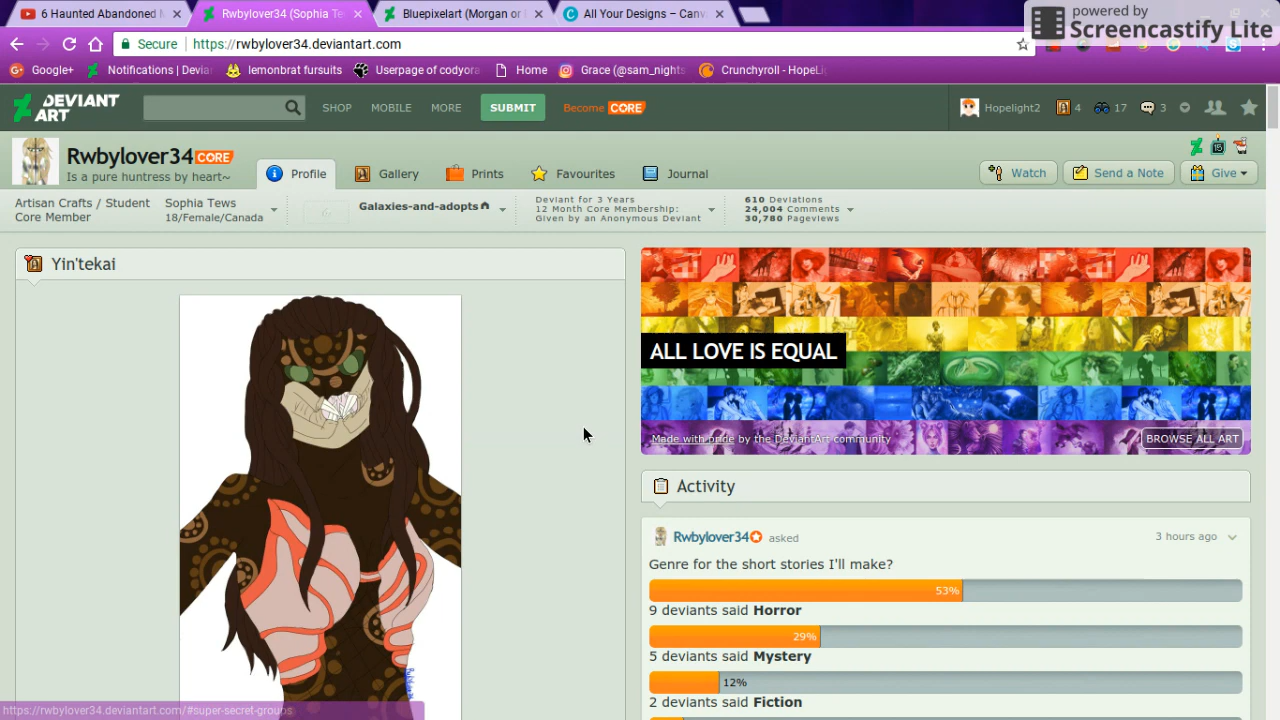 6 Haunted Abandoned M
Rwbylover34 (Sophia Te
Bluepixelart (Morgan or
All Your Designs – Canv
powered by
Screencastify Lite
Secure
https://rwbylover34.deviantart.com
Google+
Notifications | Devia
lemonbrat fursuits
Userpage of codyora
Home
Grace (@sam_nights
Crunchyroll - HopeLi
DEVIANT ART
SHOP
MOBILE
MORE
SUBMIT
Become CORE
Hopelight2
4
17
3
Rwbylover34 CORE
Is a pure huntress by heart~
Profile
Gallery
Prints
Favourites
Journal
Watch
Send a Note
Give
Artisan Crafts / Student
Core Member
Sophia Tews
18/Female/Canada
Galaxies-and-adopts
Deviant for 3 Years
12 Month Core Membership:
Given by an Anonymous Deviant
610 Deviations
24,004 Comments
30,780 Pageviews
Yin'tekai
ALL LOVE IS EQUAL
Made with pride by the DeviantArt community
BROWSE ALL ART
Activity
Rwbylover34 asked
3 hours ago
Genre for the short stories I'll make?
53%
9 deviants said Horror
29%
5 deviants said Mystery
12%
2 deviants said Fiction
https://rwbylover34.deviantart.com/#super-secret-groups